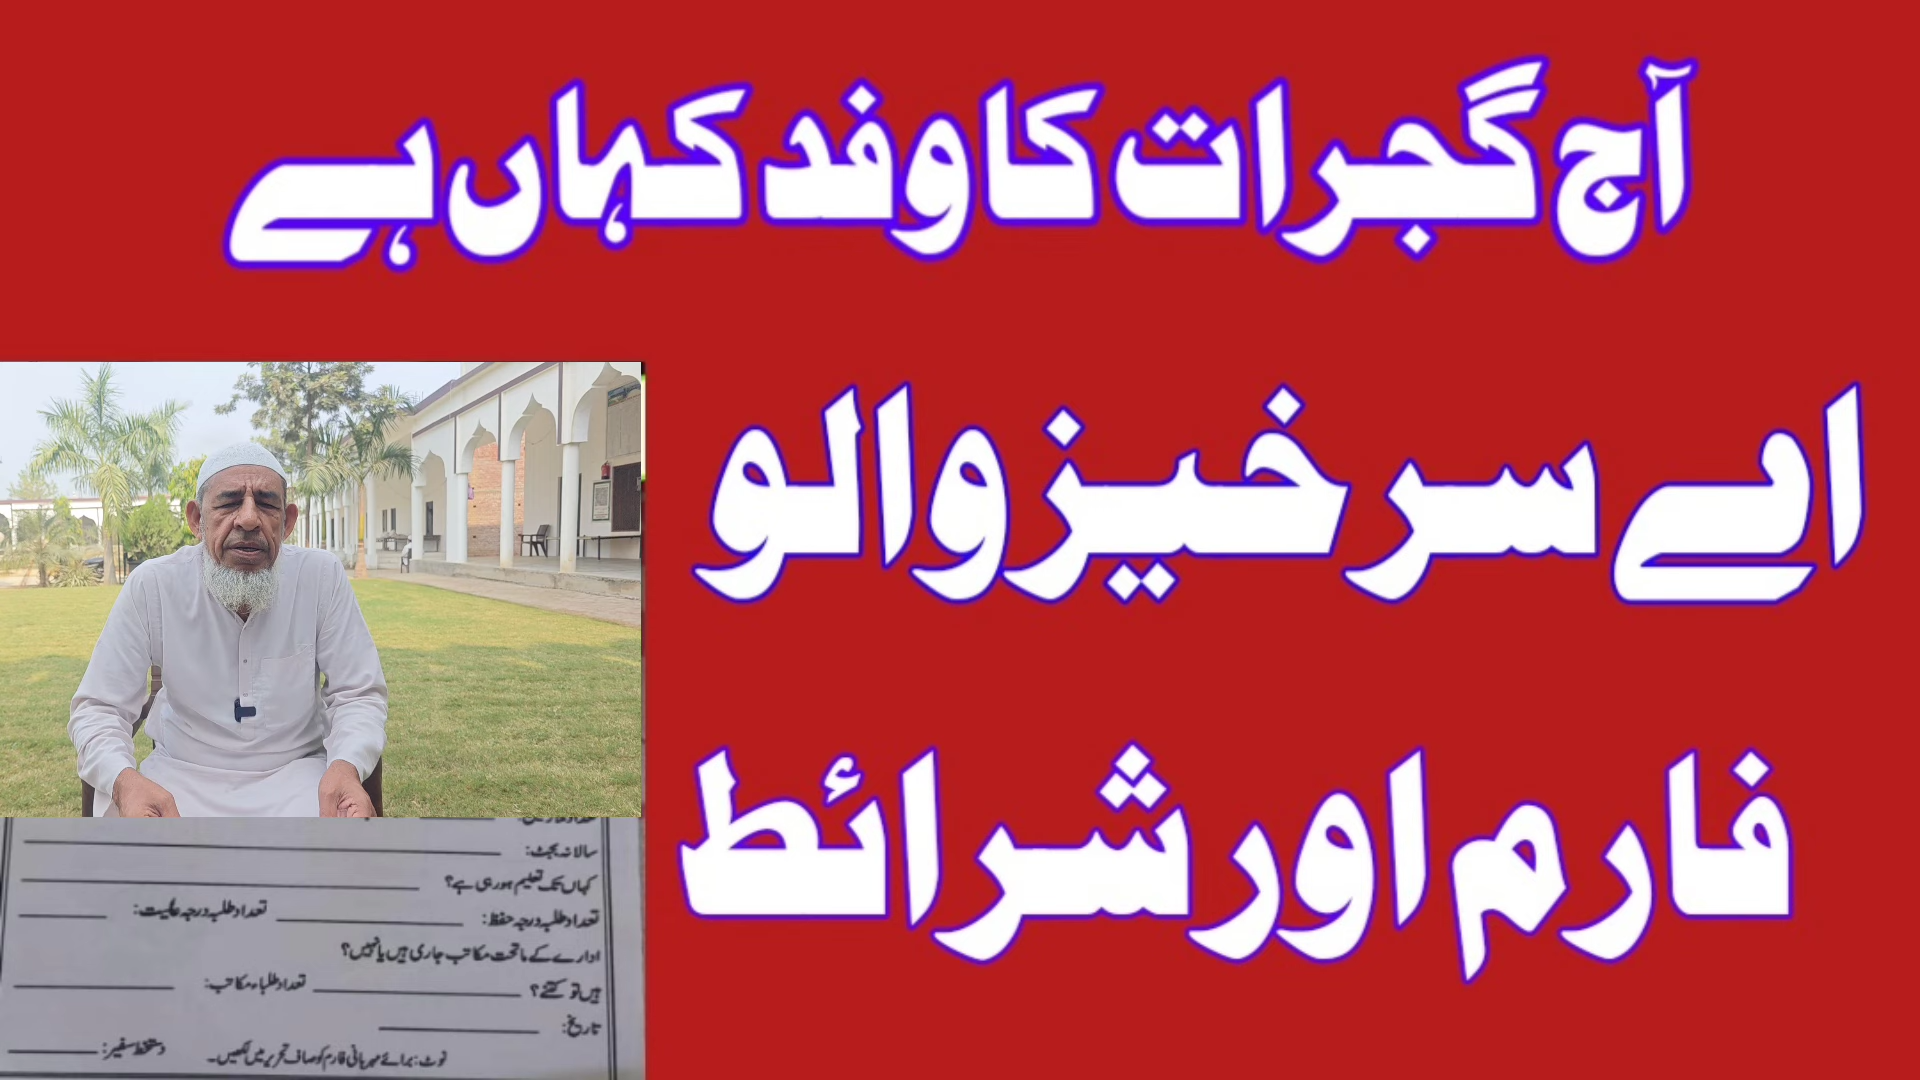 آج گجرات کا وفد کہاں ہے
اے سر خیز والو
فارم اور شرائط
سالانہ بجٹ:
کہاں تک تعلیم ہو رہی ہے؟
تعداد طلبہ درجہ حفظ: تعداد طلبہ درجہ عالمیت:
ادارے کے ماتحت مکاتب جاری ہیں یا نہیں؟
ہیں تو کتنے؟ تعداد طلباء مکاتب:
تاریخ:
نوٹ: برائے مہربانی فارم کو صاف تحریر میں لکھیں۔ دستخط سفیر: